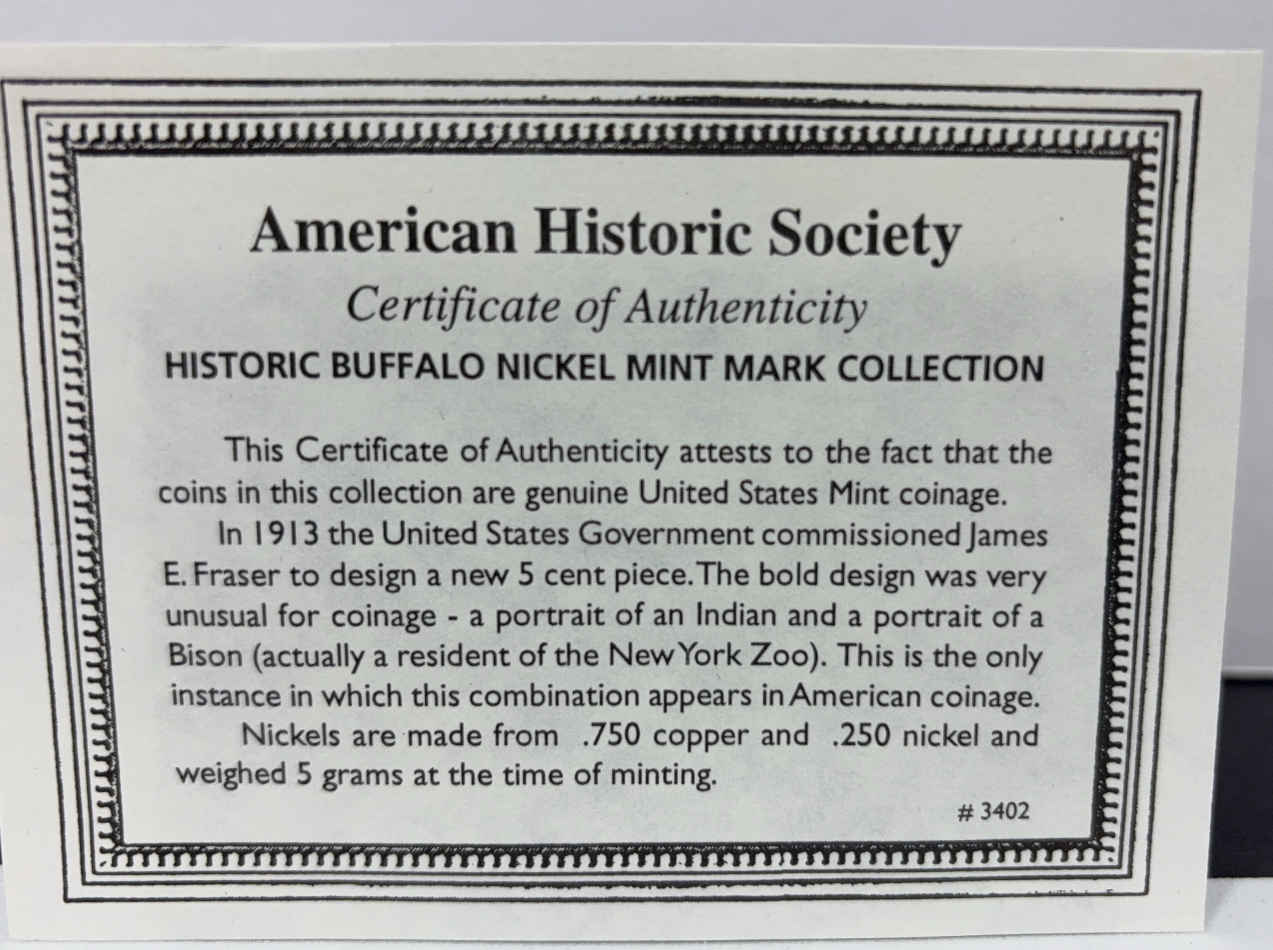 American Historic Society
Certificate of Authenticity
HISTORIC BUFFALO NICKEL MINT MARK COLLECTION
This Certificate of Authenticity attests to the fact that the
coins in this collection are genuine United States Mint coinage.
In 1913 the United States Government commissioned James
E. Fraser to design a new 5 cent piece. The bold design was very
unusual for coinage - a portrait of an Indian and a portrait of a
Bison (actually a resident of the New York Zoo). This is the only
instance in which this combination appears in American coinage.
Nickels are made from .750 copper and .250 nickel and
weighed 5 grams at the time of minting.
# 3402